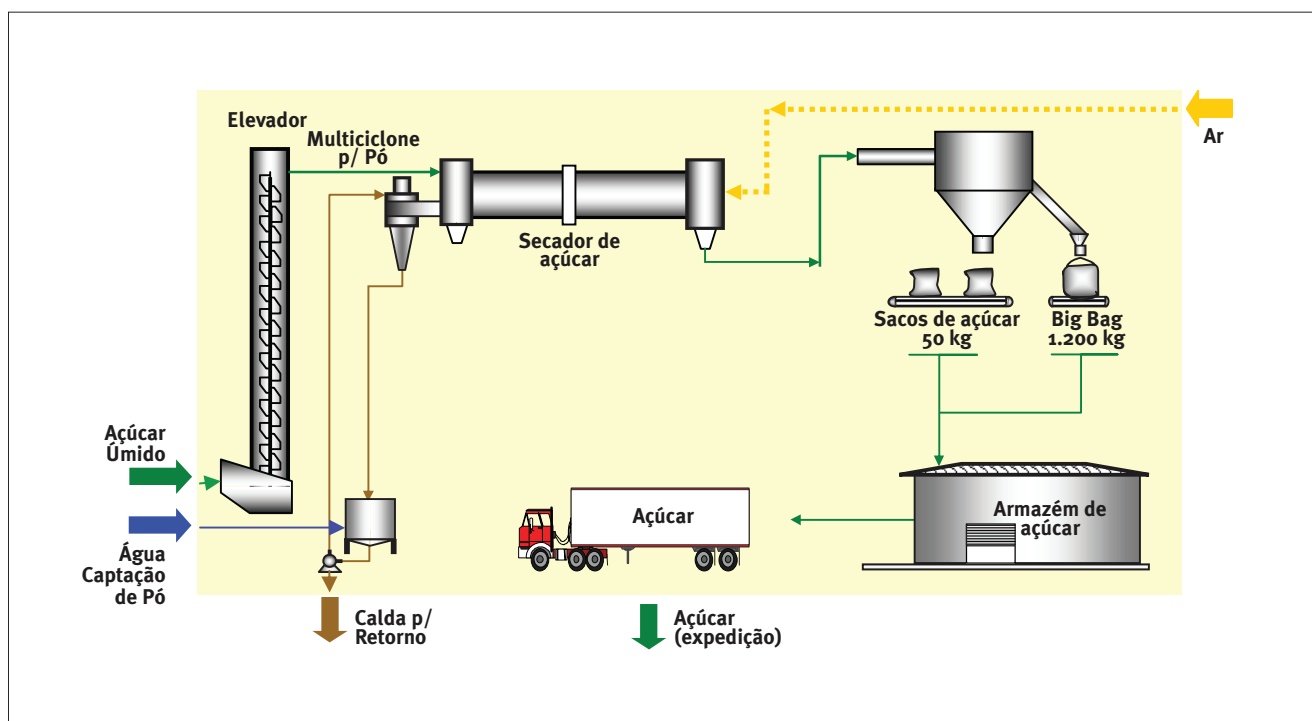 Elevador
Multiciclone
p/ Pó
Ar
Secador de
açúcar
Sacos de açúcar
50 kg
Big Bag
1.200 kg
Açúcar
Úmido
Açúcar
Armazém de
açúcar
Água
Captação
de Pó
Calda p/
Retorno
Açúcar
(expedição)